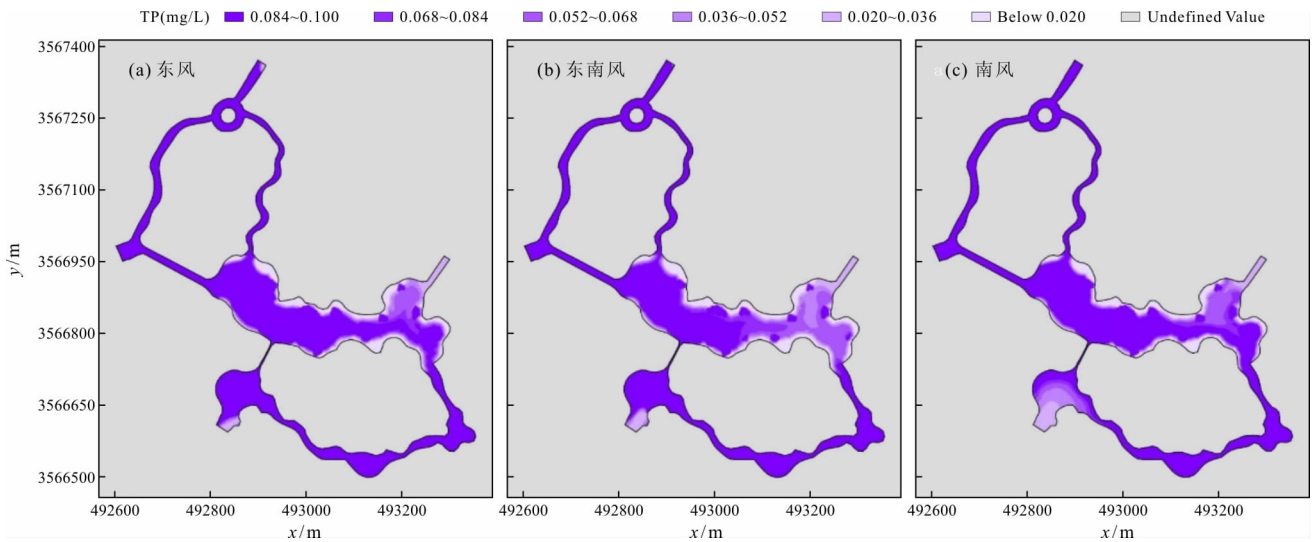 TP(mg/L) 0.084~0.100 0.068~0.084 0.052~0.068 0.036~0.052 0.020~0.036 Below 0.020 Undefined Value
(a) 东风
(b) 东南风
a(c) 南风
3567400
3567250
3567100
3566950
3566800
3566650
3566500
y/m
492600 492800 493000 493200
492600 492800 493000 493200
492600 492800 493000 493200
x/m
x/m
x/m